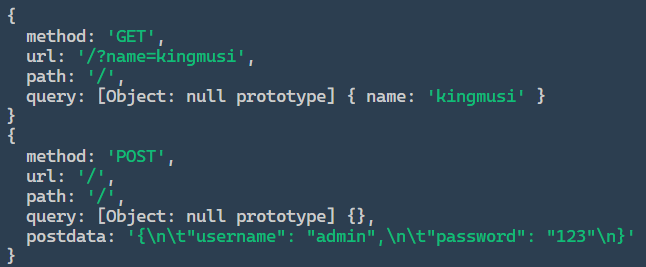 {
  method: 'GET',
  url: '/?name=kingmusi',
  path: '/',
  query: [Object: null prototype] { name: 'kingmusi' }
}
{
  method: 'POST',
  url: '/',
  path: '/',
  query: [Object: null prototype] {},
  postdata: '{\n\t"username": "admin",\n\t"password": "123"\n}'
}